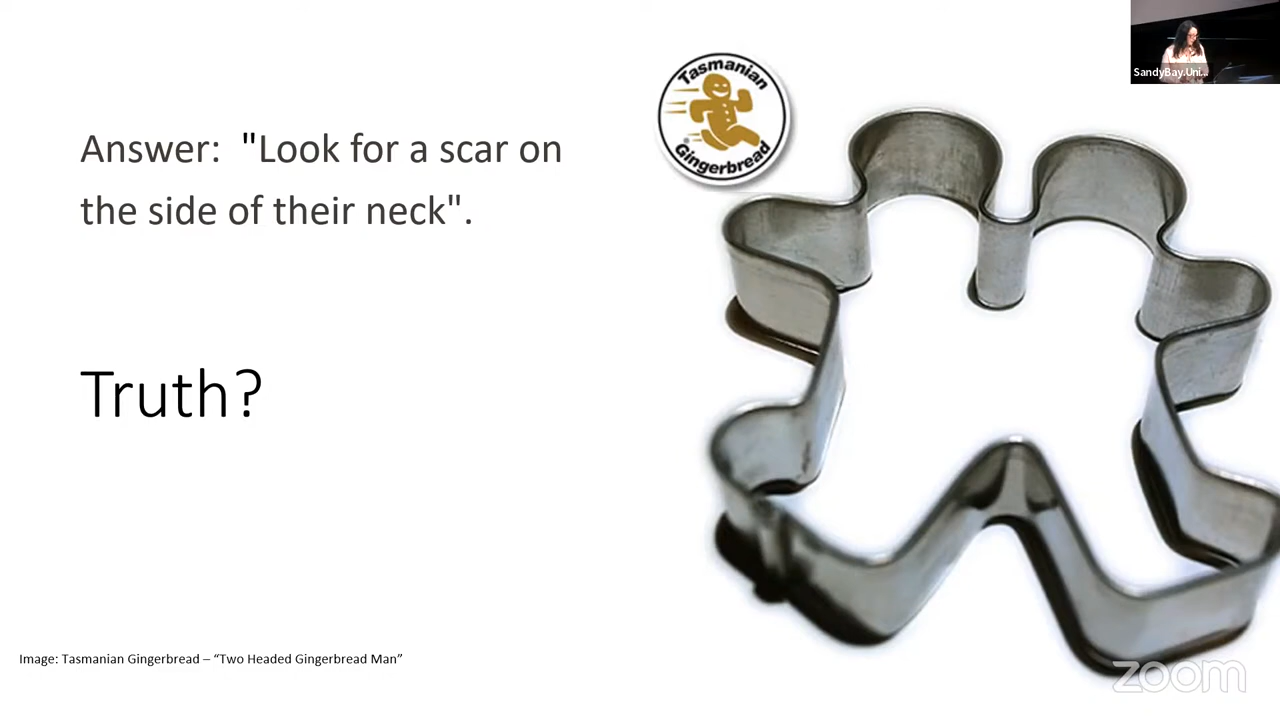 SandyBay.Uni...
Tasmanian
Gingerbread
Answer:  "Look for a scar on
the side of their neck".
Truth?
Image: Tasmanian Gingerbread – “Two Headed Gingerbread Man”
zoom